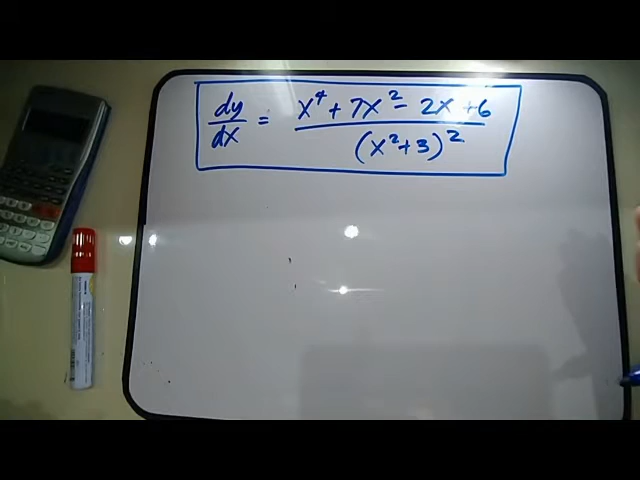 dy/dx = (x⁴ + 7x² - 2x + 6)/(x² + 3)²